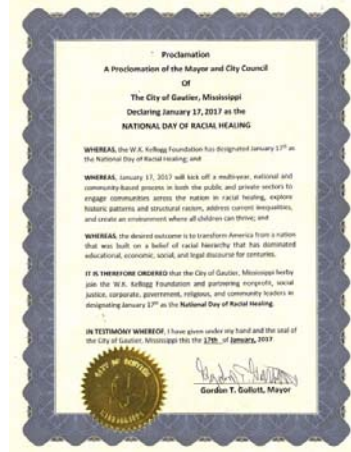 Proclamation
A Proclamation of the Mayor and City Council
Of
The City of Gautier, Mississippi
Declaring January 17, 2017 as the
NATIONAL DAY OF RACIAL HEALING
WHEREAS, the W.K. Kellogg Foundation has designated January 17th as
the National Day of Racial Healing; and
WHEREAS, January 17, 2017 will kick off a multiyear, national and
community-based process in both the public and private sectors to
engage communities across the nation in racial healing, explore
historic patterns and structural racism, address current inequalities,
and create an environment where all children can thrive; and
WHEREAS, the desired outcome is to transform America from a nation
that was built on a belief of racial hierarchy that has dominated
educational, economic, social, and legal discourse for centuries.
IT IS THEREFORE ORDERED that the City of Gautier, Mississippi herby
join the W.K. Kellogg Foundation and partnering nonprofit, social
justice, corporate, government, religious, and community leaders in
designating January 17th as the National Day of Racial Healing.
IN TESTIMONY WHEREOF, I have given under my hand and the seal of
the City of Gautier, Mississippi this the 17th of January, 2017
Gordon T. Gollott, Mayor
CITY OF GAUTIER